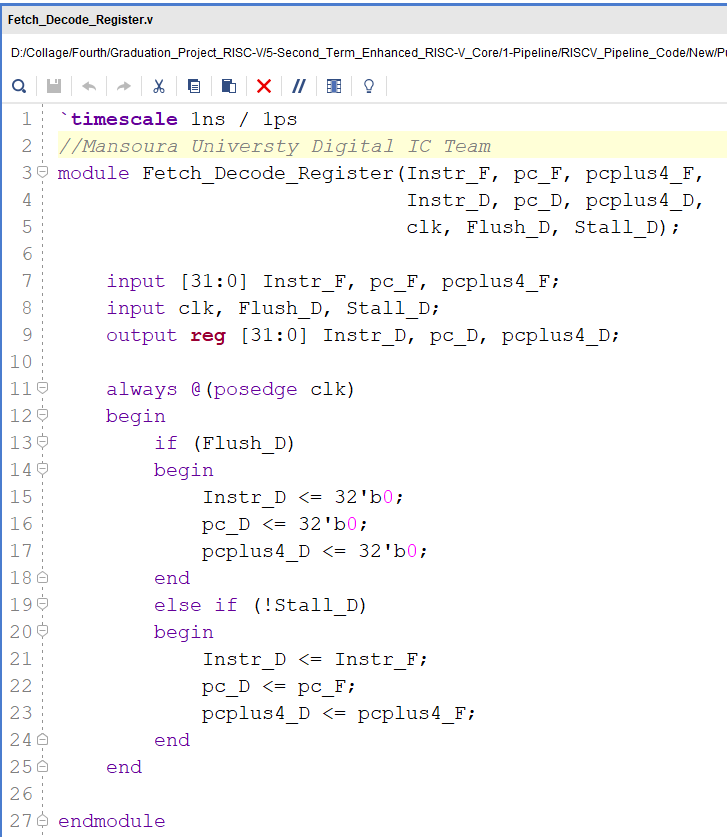 Fetch_Decode_Register.v
D:/Collage/Fourth/Graduation_Project_RISC-V//5-Second_Term_Enhanced_RISC-V_Core/1-Pipeline/RISCV_Pipeline_Code/New/
1 `timescale 1ns / 1ps
2 //Mansoura Universty Digital IC Team
3 module Fetch_Decode_Register(Instr_F, pc_F, pcplus4_F,
4 Instr_D, pc_D, pcplus4_D,
5 clk, Flush_D, Stall_D);
6
7 input [31:0] Instr_F, pc_F, pcplus4_F;
8 input clk, Flush_D, Stall_D;
9 output reg [31:0] Instr_D, pc_D, pcplus4_D;
10
11 always @(posedge clk)
12 begin
13 if (Flush_D)
14 begin
15 Instr_D <= 32'b0;
16 pc_D <= 32'b0;
17 pcplus4_D <= 32'b0;
18 end
19 else if (!Stall_D)
20 begin
21 Instr_D <= Instr_F;
22 pc_D <= pc_F;
23 pcplus4_D <= pcplus4_F;
24 end
25 end
26
27 endmodule